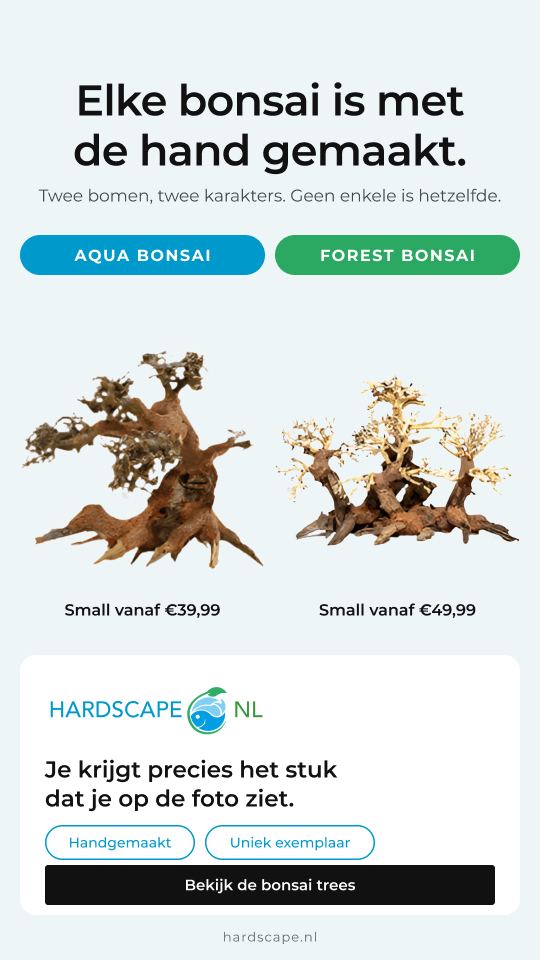 Elke bonsai is met
de hand gemaakt.
Twee bomen, twee karakters. Geen enkele is hetzelfde.
AQUA BONSAI
FOREST BONSAI
Small vanaf €39,99
Small vanaf €49,99
HARDSCAPE NL
Je krijgt precies het stuk
dat je op de foto ziet.
Handgemaakt
Uniek exemplaar
Bekijk de bonsai trees
hardscape.nl